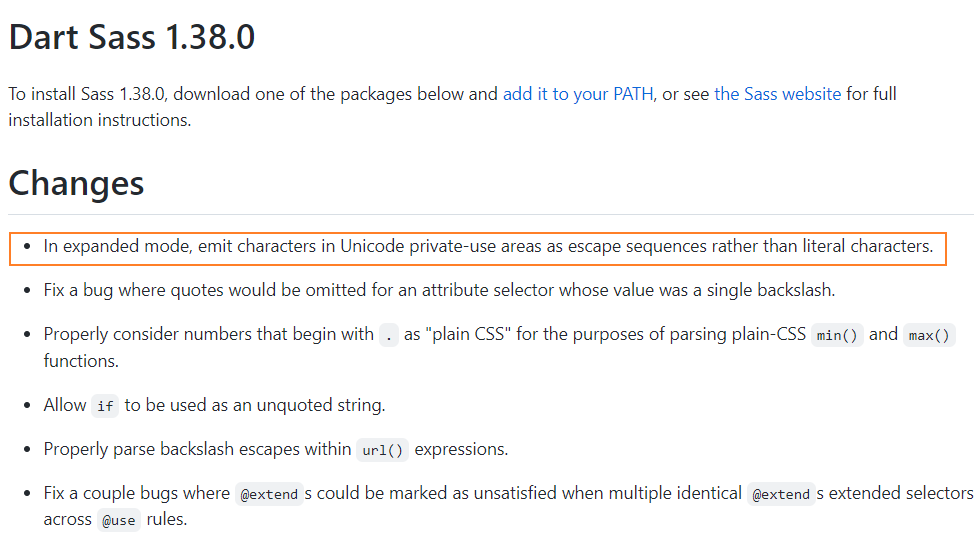 Dart Sass 1.38.0
To install Sass 1.38.0, download one of the packages below and add it to your PATH, or see the Sass website for full
installation instructions.
Changes
• In expanded mode, emit characters in Unicode private-use areas as escape sequences rather than literal characters.
• Fix a bug where quotes would be omitted for an attribute selector whose value was a single backslash.
• Properly consider numbers that begin with . as "plain CSS" for the purposes of parsing plain-CSS min() and max()
functions.
• Allow if to be used as an unquoted string.
• Properly parse backslash escapes within url() expressions.
• Fix a couple bugs where @extends could be marked as unsatisfied when multiple identical @extends extended selectors
across @use rules.